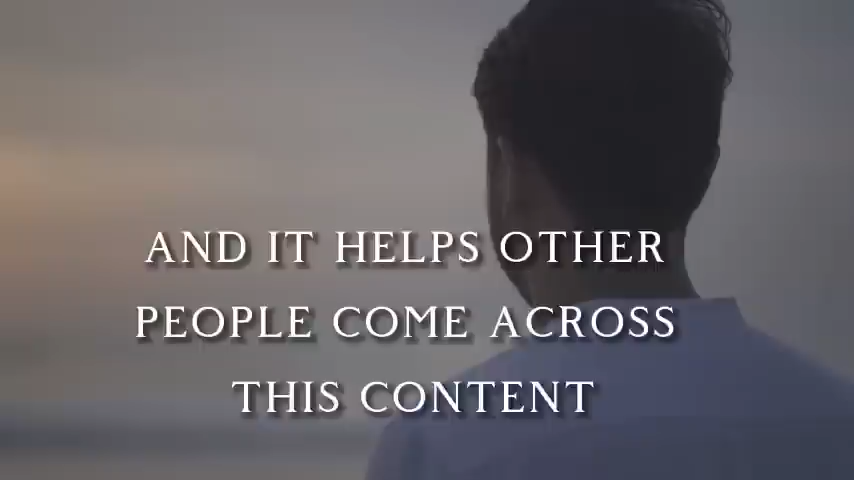 AND IT HELPS OTHER
PEOPLE COME ACROSS
THIS CONTENT